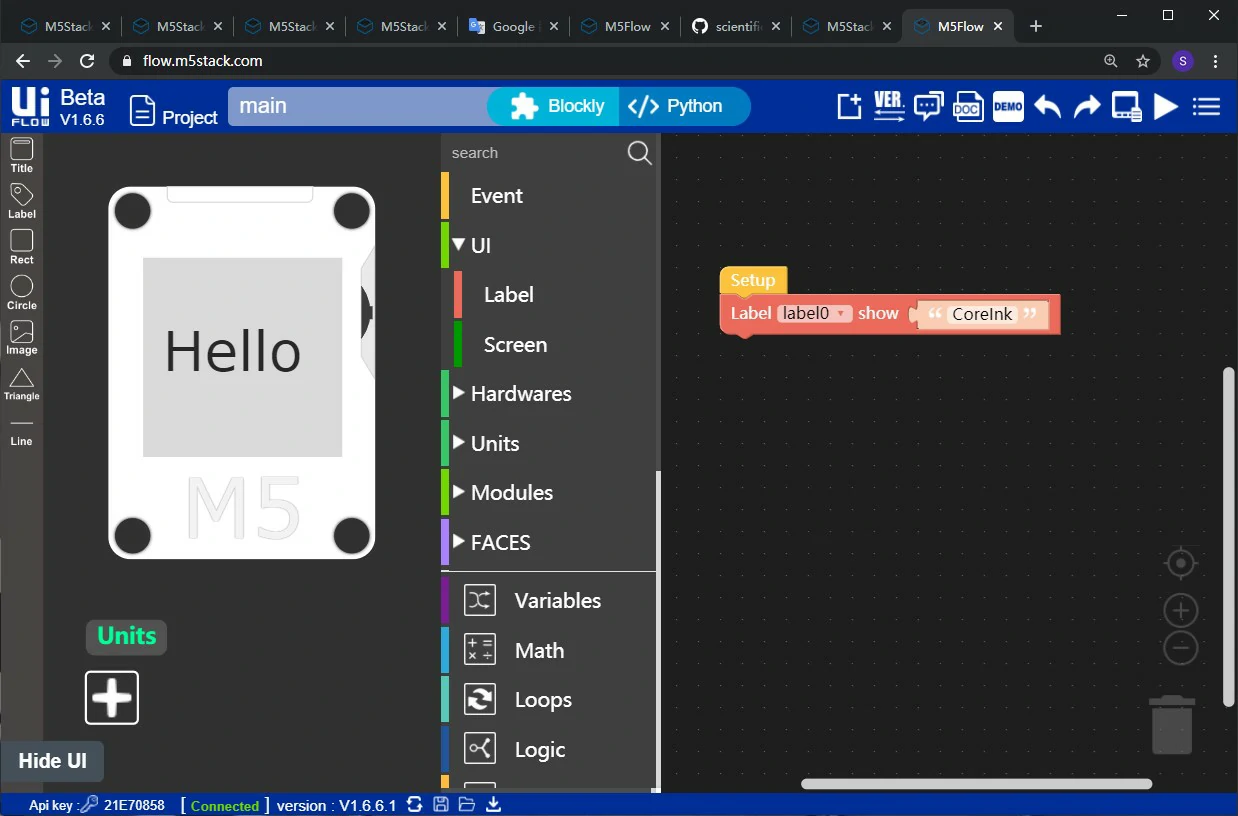 M5Stack
M5Stack
M5Stack
M5Stack
Google
M5Flow
scientific
M5Stack
M5Flow
flow.m5stack.com
S
Ui
FLOW
Beta
V1.6.6
Project
main
Blockly
</> Python
VER.
DOC
DEMO
Title
Label
Rect
Circle
Image
Triangle
Line
Hello
M5
Units
Hide UI
search
Event
UI
Label
Screen
Hardwares
Units
Modules
FACES
Variables
Math
Loops
Logic
Setup
Label label0 show “ CoreInk ”
Api key : 21E70858 [ Connected ] version : V1.6.6.1